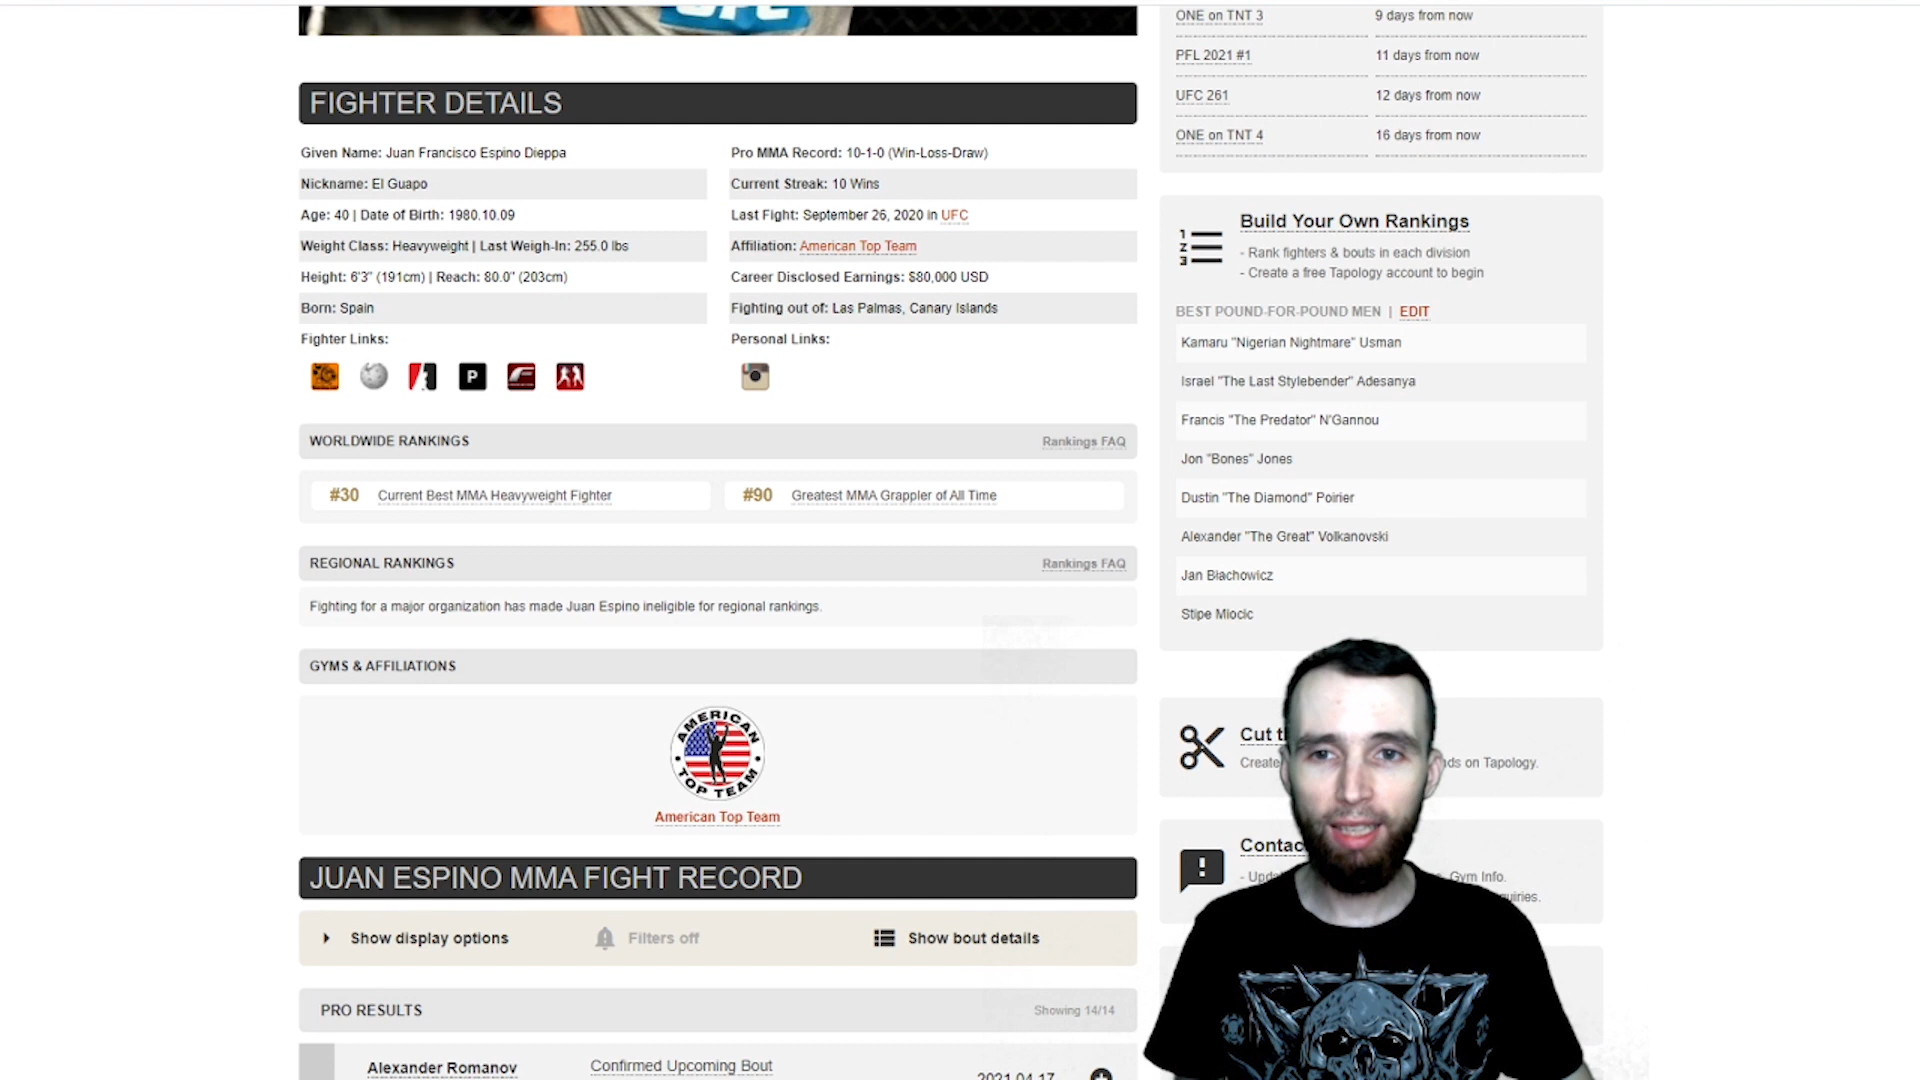 UFC
ONE on TNT 3 9 days from now
PFL 2021 #1 11 days from now
UFC 261 12 days from now
ONE on TNT 4 16 days from now
FIGHTER DETAILS
Given Name: Juan Francisco Espino Dieppa
Nickname: El Guapo
Age: 40 | Date of Birth: 1980.10.09
Weight Class: Heavyweight | Last Weigh-In: 255.0 lbs
Height: 6'3" (191cm) | Reach: 80.0" (203cm)
Born: Spain
Fighter Links:
P
Pro MMA Record: 10-1-0 (Win-Loss-Draw)
Current Streak: 10 Wins
Last Fight: September 26, 2020 in UFC
Affiliation: American Top Team
Career Disclosed Earnings: $80,000 USD
Fighting out of: Las Palmas, Canary Islands
Personal Links:
WORLDWIDE RANKINGS Rankings FAQ
#30 Current Best MMA Heavyweight Fighter
#90 Greatest MMA Grappler of All Time
REGIONAL RANKINGS Rankings FAQ
Fighting for a major organization has made Juan Espino ineligible for regional rankings.
GYMS & AFFILIATIONS
AMERICAN
TOP TEAM
American Top Team
JUAN ESPINO MMA FIGHT RECORD
Show display options Filters off Show bout details
PRO RESULTS Showing 14/14
Alexander Romanov Confirmed Upcoming Bout 2021.04.17
1
2
3
Build Your Own Rankings
- Rank fighters & bouts in each division
- Create a free Tapology account to begin
BEST POUND-FOR-POUND MEN | EDIT
Kamaru "Nigerian Nightmare" Usman
Israel "The Last Stylebender" Adesanya
Francis "The Predator" N'Gannou
Jon "Bones" Jones
Dustin "The Diamond" Poirier
Alexander "The Great" Volkanovski
Jan Błachowicz
Stipe Miocic
Cut
Create on Tapology.
Gym Info.